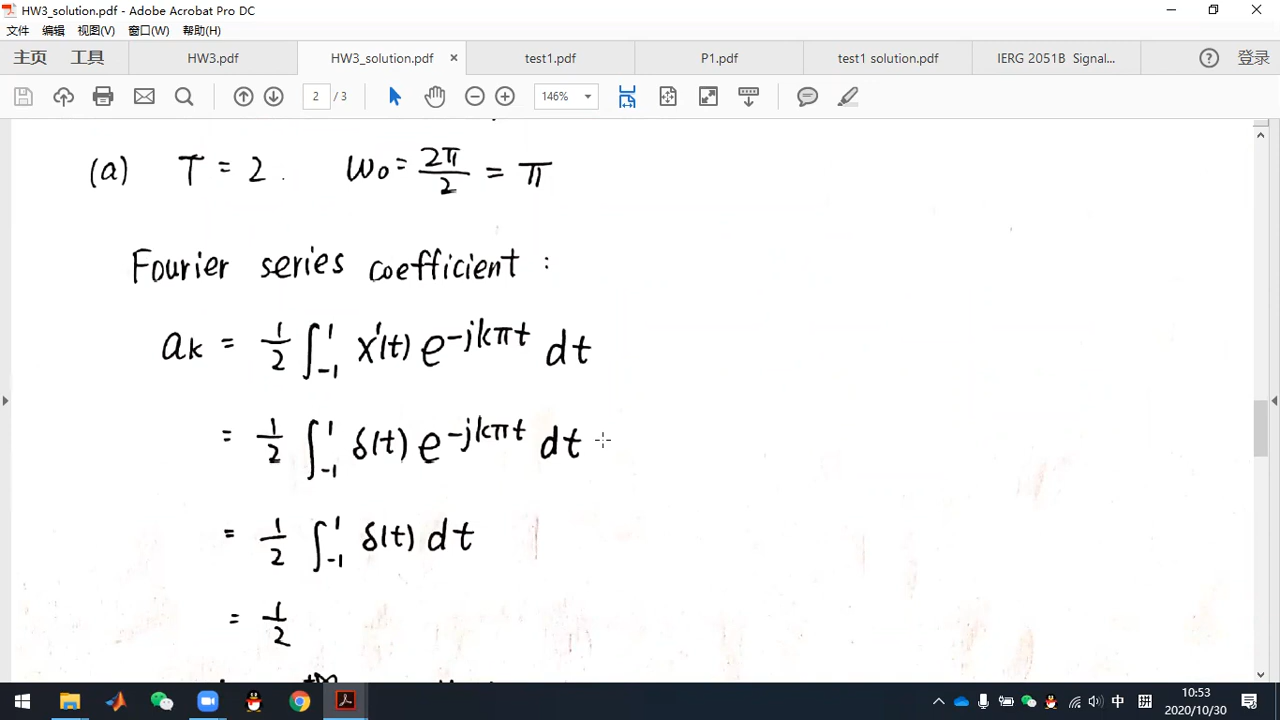 HW3_solution.pdf - Adobe Acrobat Pro DC
文件 编辑 视图(V) 窗口(W) 帮助(H)
主页 工具 HW3.pdf HW3_solution.pdf × test1.pdf P1.pdf test1 solution.pdf IERG 2051B Signal... 登录
2 / 3 146%
(a) T = 2 . ω₀ = 2π/2 = π
Fourier series coefficient :
ak = 1/2 ∫₋₁¹ x'(t) e^{-jkπt} dt
= 1/2 ∫₋₁¹ δ(t) e^{-jkπt} dt
= 1/2 ∫₋₁¹ δ(t) dt
= 1/2
中 拼 10:53
2020/10/30